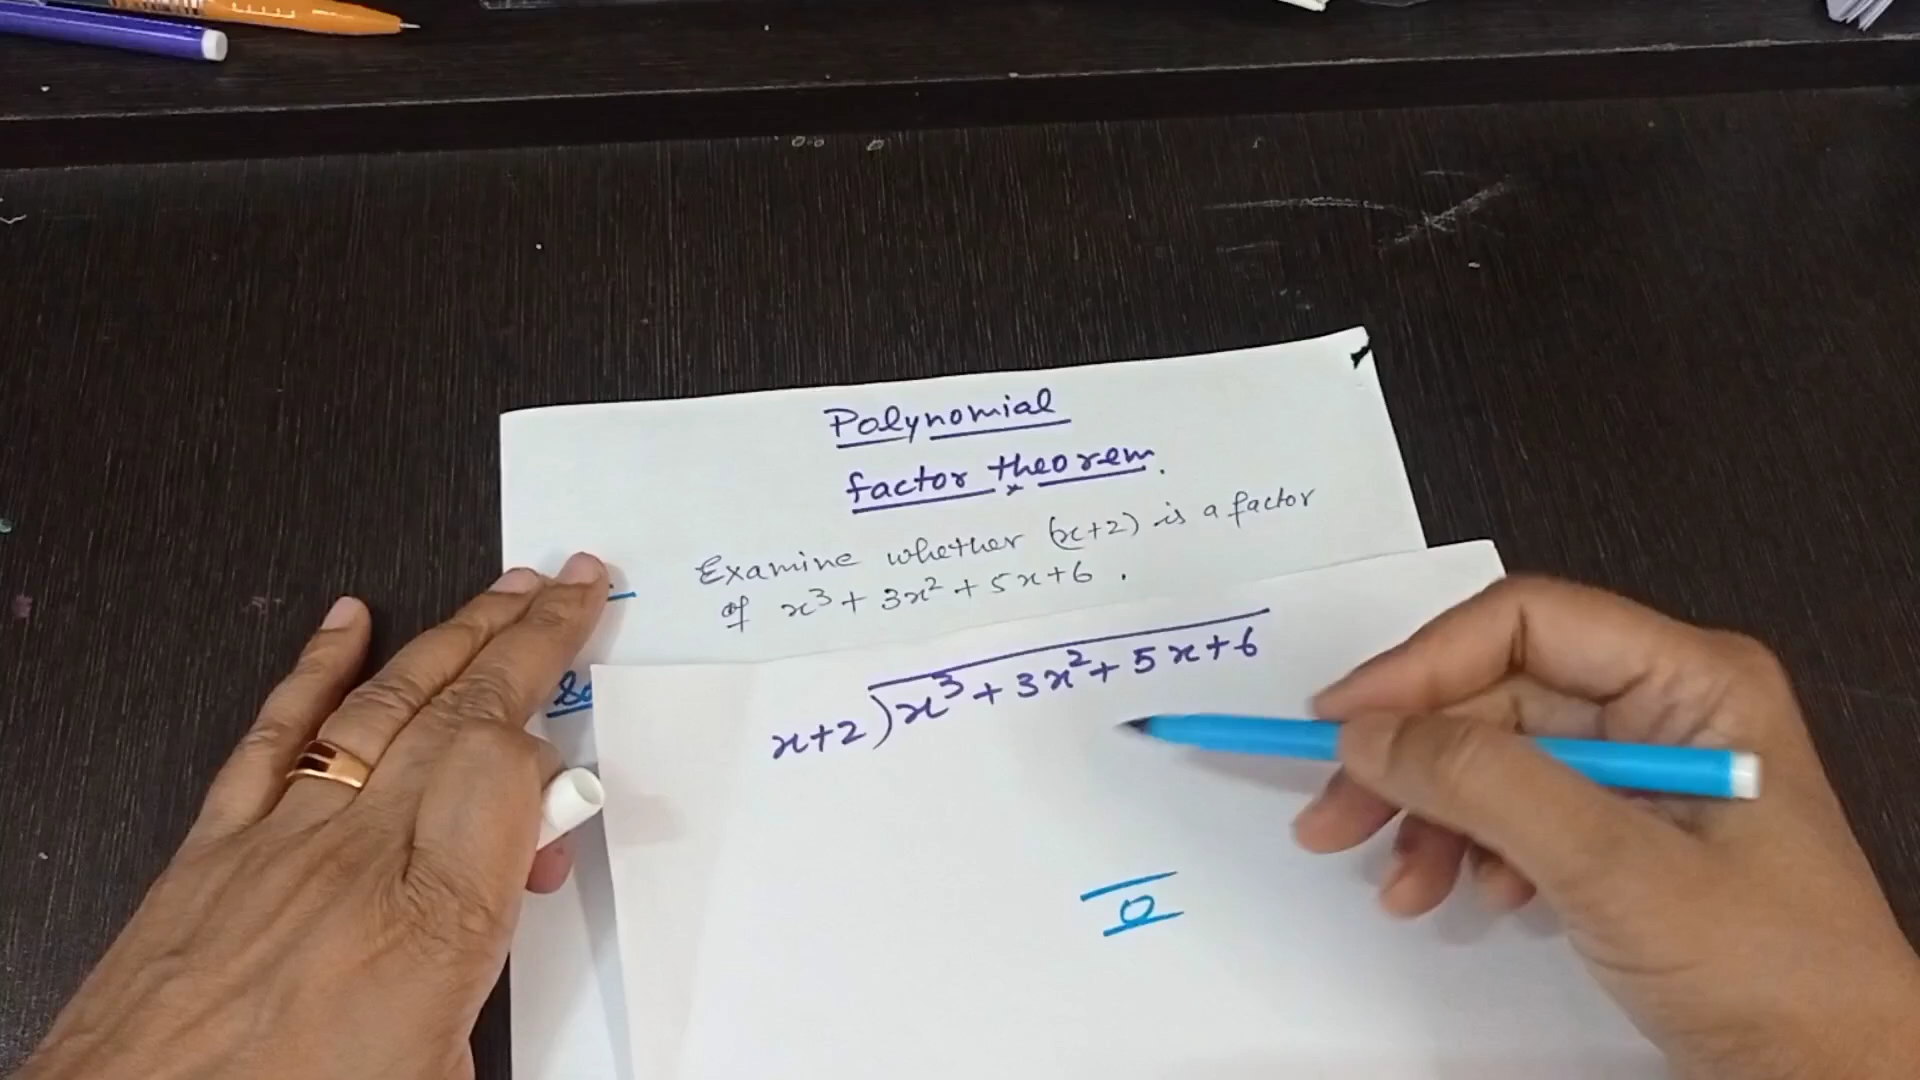 Polynomial
factor theorem.
Examine whether (x+2) is a factor
of x³ + 3x² + 5x + 6 .
x+2)x³ + 3x² + 5x + 6
0